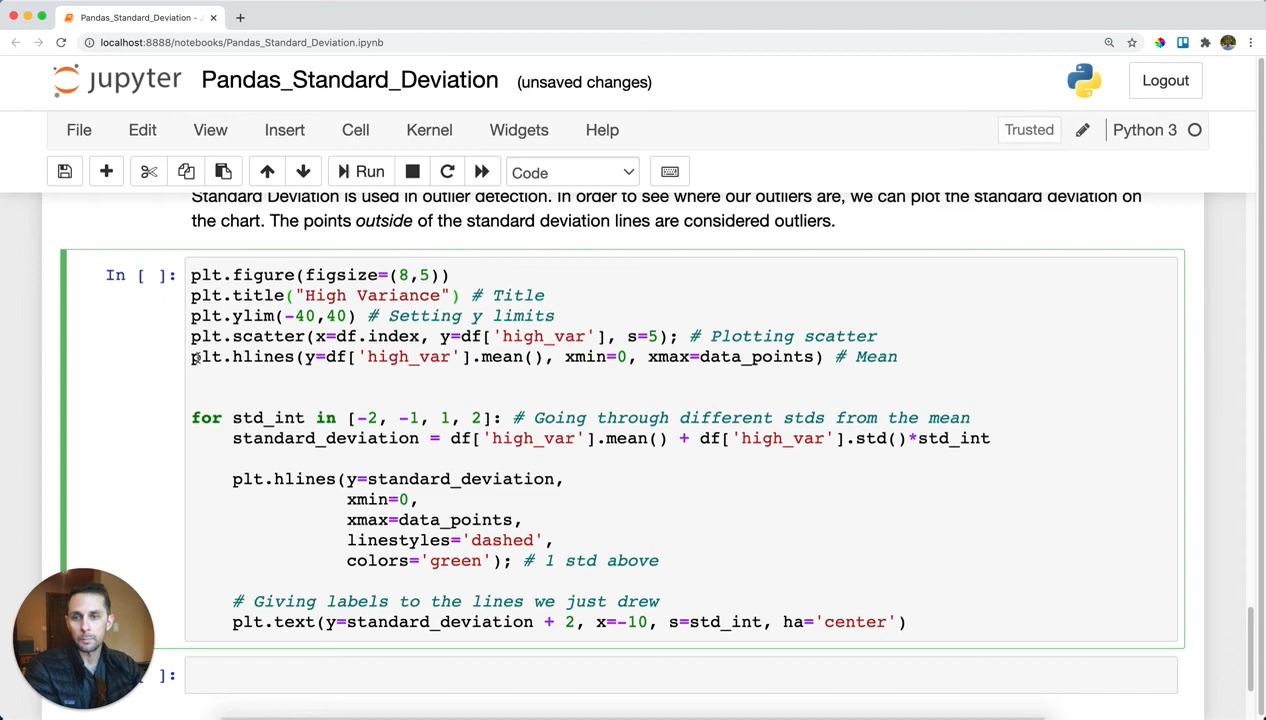 Pandas_Standard_Deviation - .
localhost:8888/notebooks/Pandas_Standard_Deviation.ipynb
jupyter Pandas_Standard_Deviation (unsaved changes)
Logout
File Edit View Insert Cell Kernel Widgets Help
Trusted
Python 3
Run
Code
Standard Deviation is used in outlier detection. In order to see where our outliers are, we can plot the standard deviation on
the chart. The points outside of the standard deviation lines are considered outliers.
In [ ]:
plt.figure(figsize=(8,5))
plt.title("High Variance") # Title
plt.ylim(-40,40) # Setting y limits
plt.scatter(x=df.index, y=df['high_var'], s=5); # Plotting scatter
plt.hlines(y=df['high_var'].mean(), xmin=0, xmax=data_points) # Mean
for std_int in [-2, -1, 1, 2]: # Going through different stds from the mean
    standard_deviation = df['high_var'].mean() + df['high_var'].std()*std_int
    plt.hlines(y=standard_deviation,
               xmin=0,
               xmax=data_points,
               linestyles='dashed',
               colors='green'); # 1 std above
    # Giving labels to the lines we just drew
    plt.text(y=standard_deviation + 2, x=-10, s=std_int, ha='center')
]: